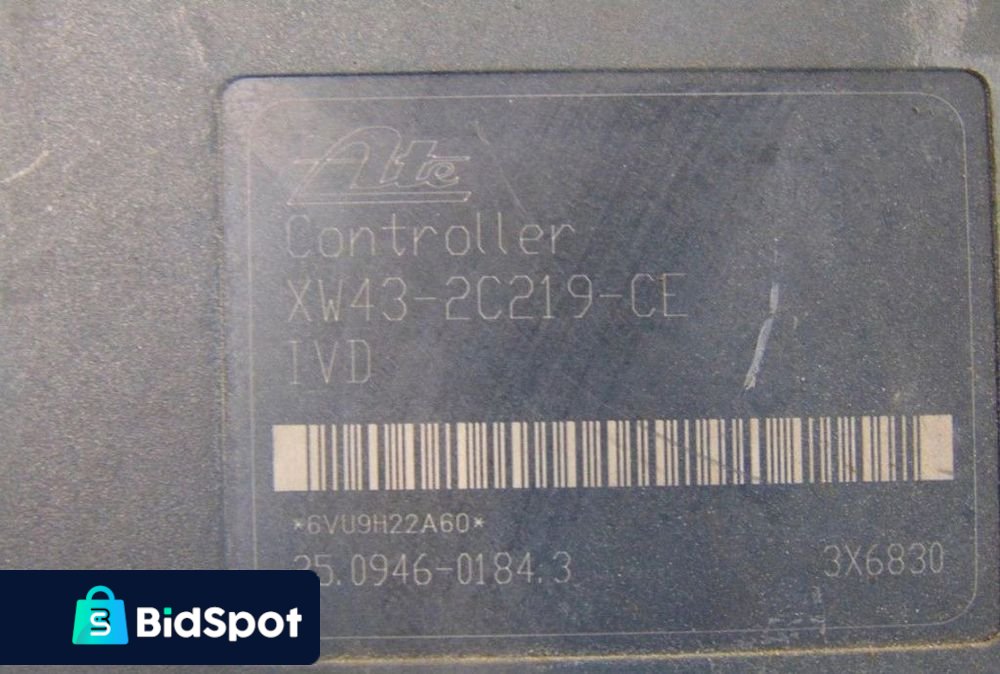 Ate
Controller
XW43-2C219-CE
IVD
*6VU9H22A60*
25.0946-0184.3
3X6830
BidSpot